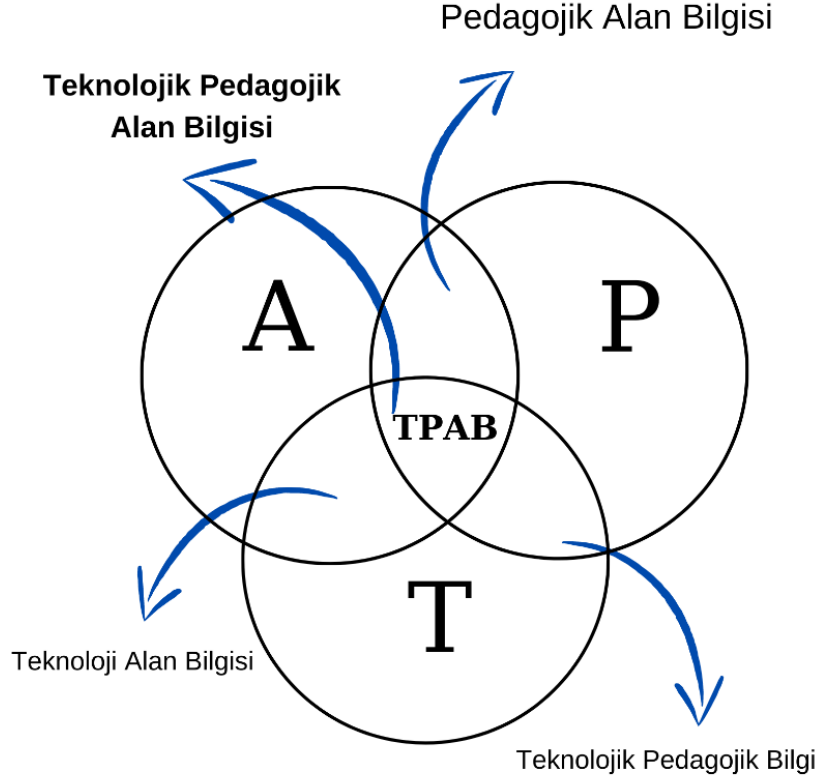 Pedagojik Alan Bilgisi
Teknolojik Pedagojik
Alan Bilgisi
A
P
TPAB
T
Teknoloji Alan Bilgisi
Teknolojik Pedagojik Bilgi